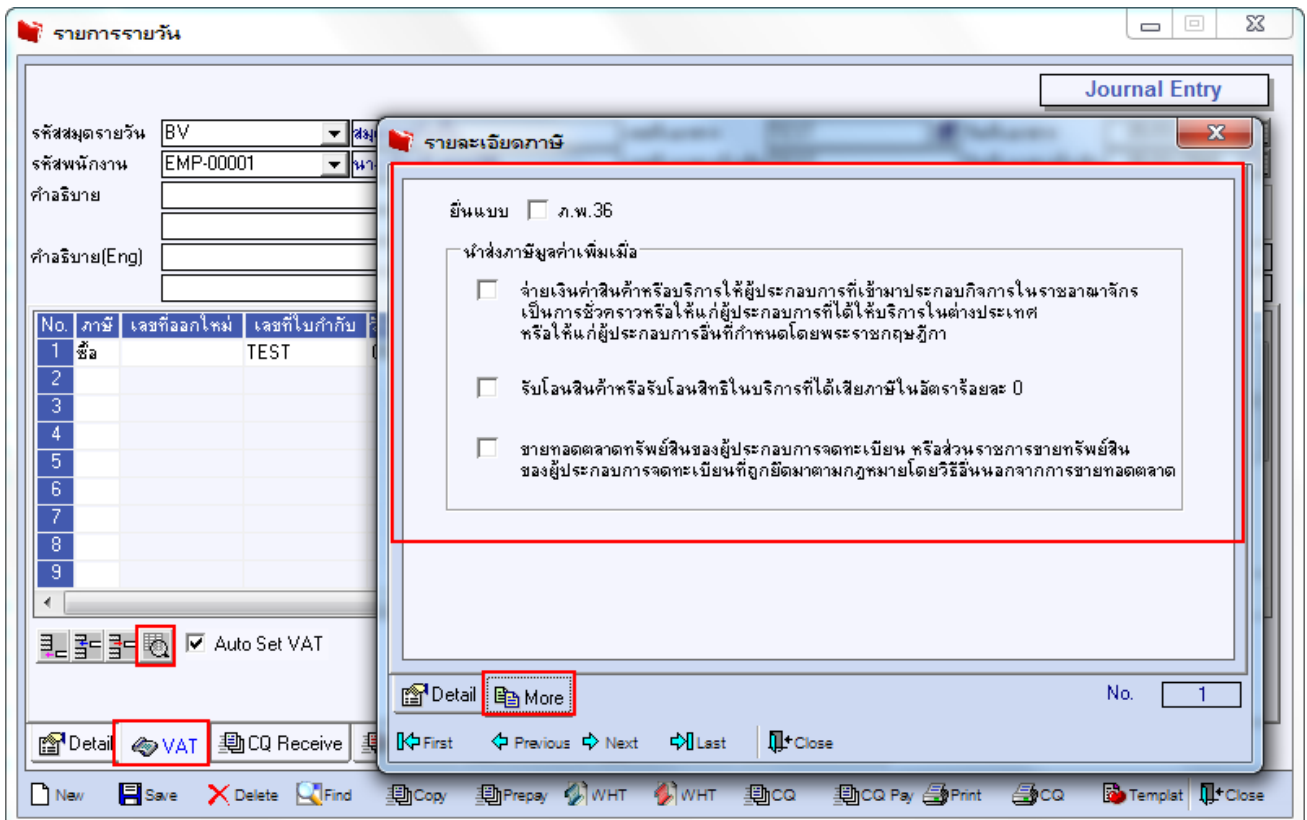 รายการรายวัน
Journal Entry
รหัสสมุดรายวัน BV
รหัสพนักงาน EMP-00001
คำอธิบาย
คำอธิบาย(Eng)
No. ภาษี เลขที่ออกใหม่ เลขที่ใบกำกับ
1 ซื้อ TEST
2
3
4
5
6
7
8
9
Auto Set VAT
Detail VAT CQ Receive
New Save Delete Find Copy Prepay WHT WHT CQ CQ Pay Print CQ Templat Close
รายละเอียดภาษี
ยื่นแบบ ภ.พ.36
นำส่งภาษีมูลค่าเพิ่มเมื่อ
จ่ายเงินค่าสินค้าหรือบริการให้ผู้ประกอบการที่เข้ามาประกอบกิจการในราชอาณาจักร
เป็นการชั่วคราวหรือให้แก่ผู้ประกอบการที่ได้ให้บริการในต่างประเทศ
หรือให้แก่ผู้ประกอบการอื่นที่กำหนดโดยพระราชกฤษฎีกา
รับโอนสินค้าหรือรับโอนสิทธิในบริการที่ได้เสียภาษีในอัตราร้อยละ 0
ขายทอดตลาดทรัพย์สินของผู้ประกอบการจดทะเบียน หรือส่วนราชการขายทรัพย์สิน
ของผู้ประกอบการจดทะเบียนที่ถูกยึดมาตามกฎหมายโดยวิธีอื่นนอกจากการขายทอดตลาด
Detail More No. 1
First Previous Next Last Close